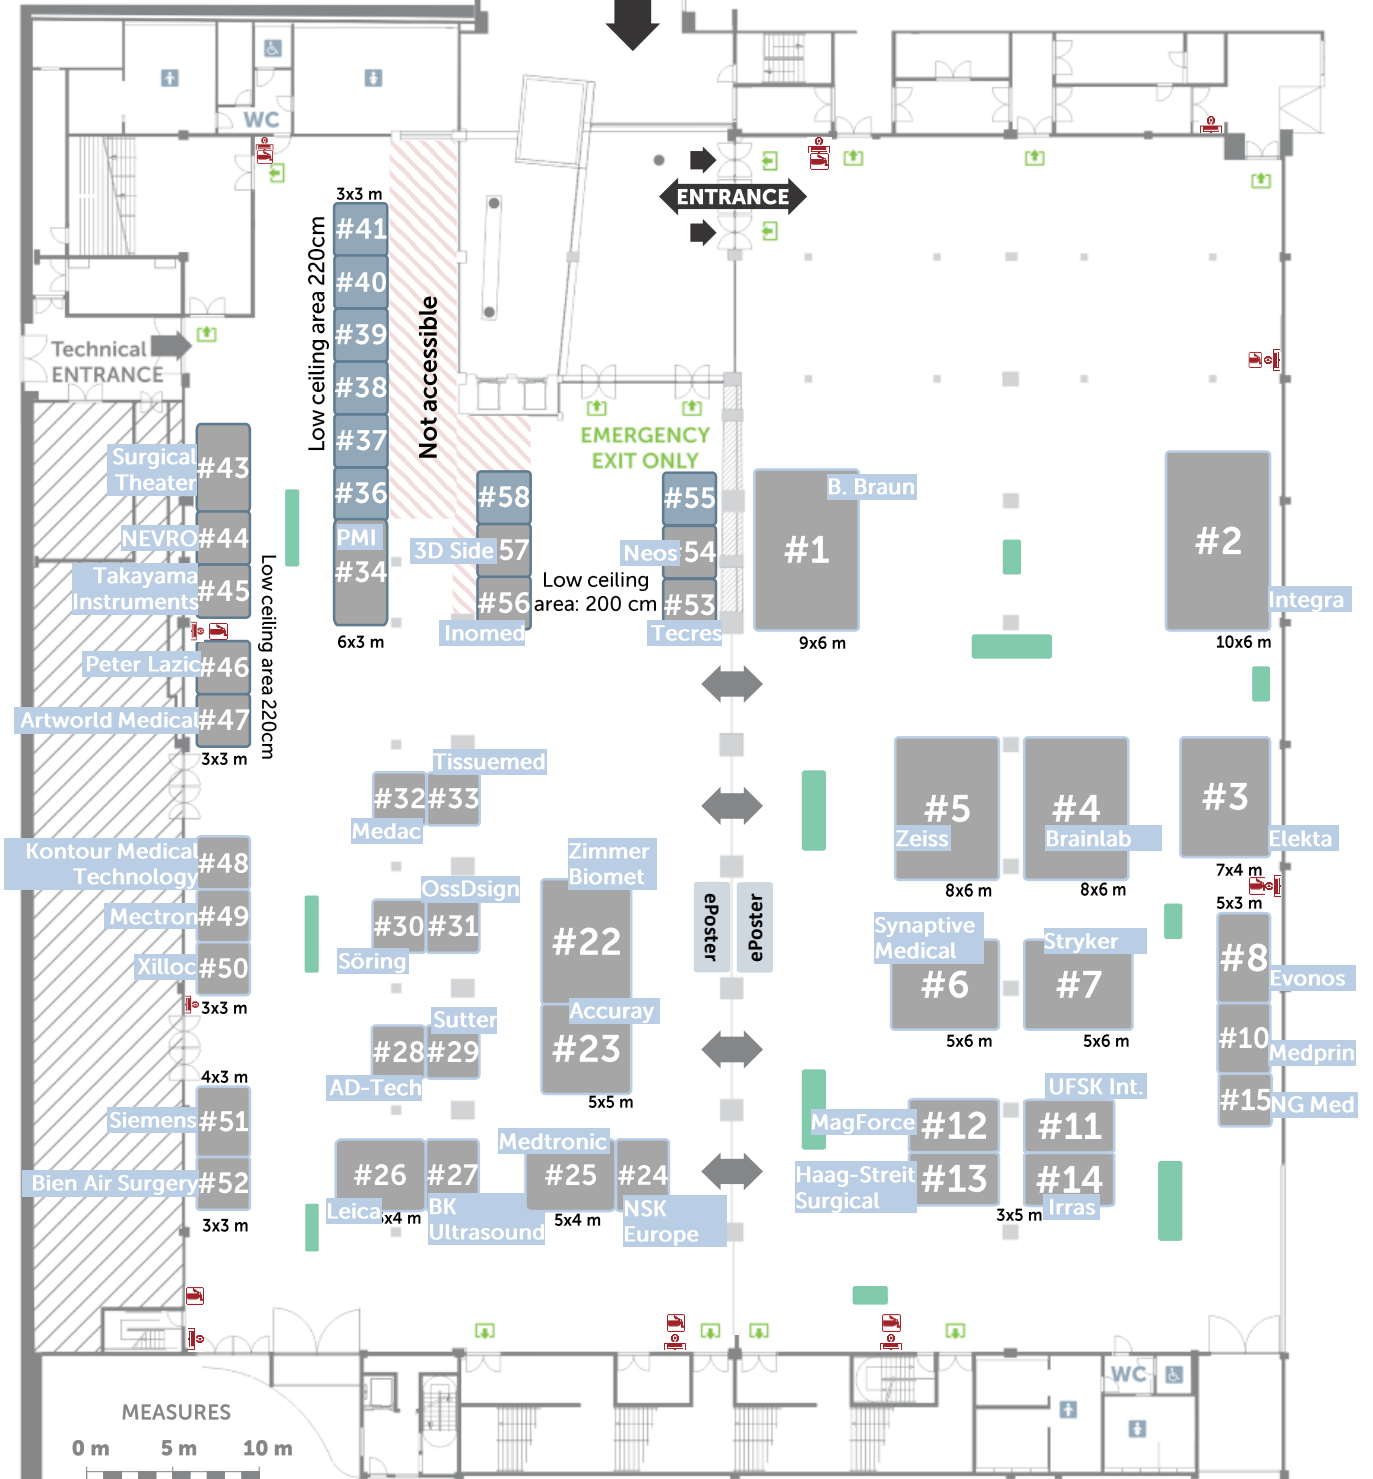 WC
ENTRANCE
3x3 m
#41
#40
#39
#38
#37
#36
PMI
#34
6x3 m
Low ceiling area 220cm
Not accessible
Technical
ENTRANCE
EMERGENCY
EXIT ONLY
Surgical
Theater
#43
NEVRO
#44
Takayama
Instruments
#45
Peter Lazic
#46
Artworld Medical
#47
3x3 m
Low ceiling area 220cm
#58
3D Side
57
#56
Inomed
Low ceiling
area: 200 cm
#55
Neos
54
#53
Tecres
B. Braun
#1
9x6 m
#2
Integra
10x6 m
Tissuemed
#32
#33
Medac
#5
Zeiss
8x6 m
#4
Brainlab
8x6 m
#3
Elekta
7x4 m
Kontour Medical
Technology
#48
Mectron
#49
Xilloc
#50
3x3 m
OssDsign
#30
#31
Söring
Zimmer
Biomet
#22
Accuray
#23
5x5 m
ePoster
ePoster
Synaptive
Medical
#6
5x6 m
Stryker
#7
5x6 m
5x3 m
#8
Evonos
#10
Medprin
#15
NG Med
Sutter
#28
#29
AD-Tech
4x3 m
Siemens
#51
Bien Air Surgery
#52
3x3 m
#26
Leica
x4 m
#27
BK
Ultrasound
Medtronic
#25
5x4 m
#24
NSK
Europe
MagForce
#12
Haag-Streit
Surgical
#13
UFSK Int.
#11
#14
Irras
3x5 m
WC
MEASURES
0 m
5 m
10 m